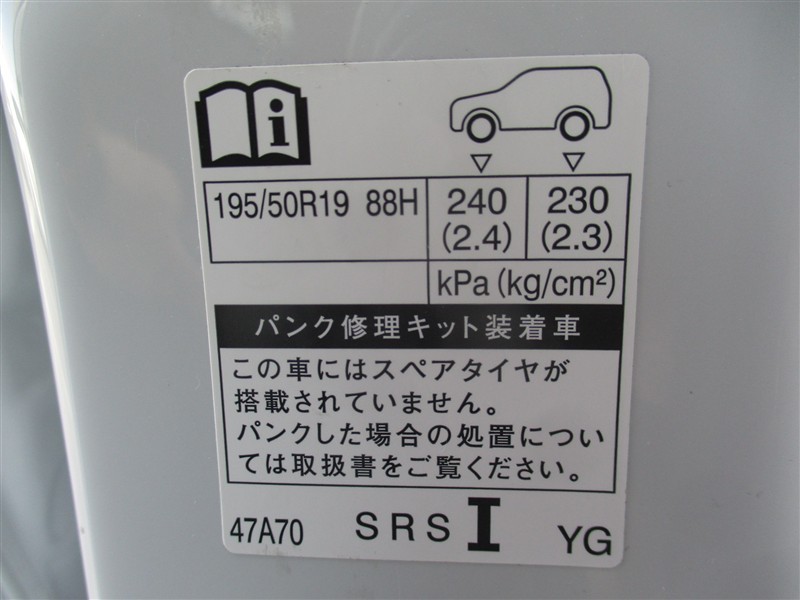 195/50R19 88H 240 230
(2.4) (2.3)
kPa (kg/cm²)
パンク修理キット装着車
この車にはスペアタイヤが
搭載されていません。
パンクした場合の処置につい
ては取扱書をご覧ください。
47A70 SRS I YG